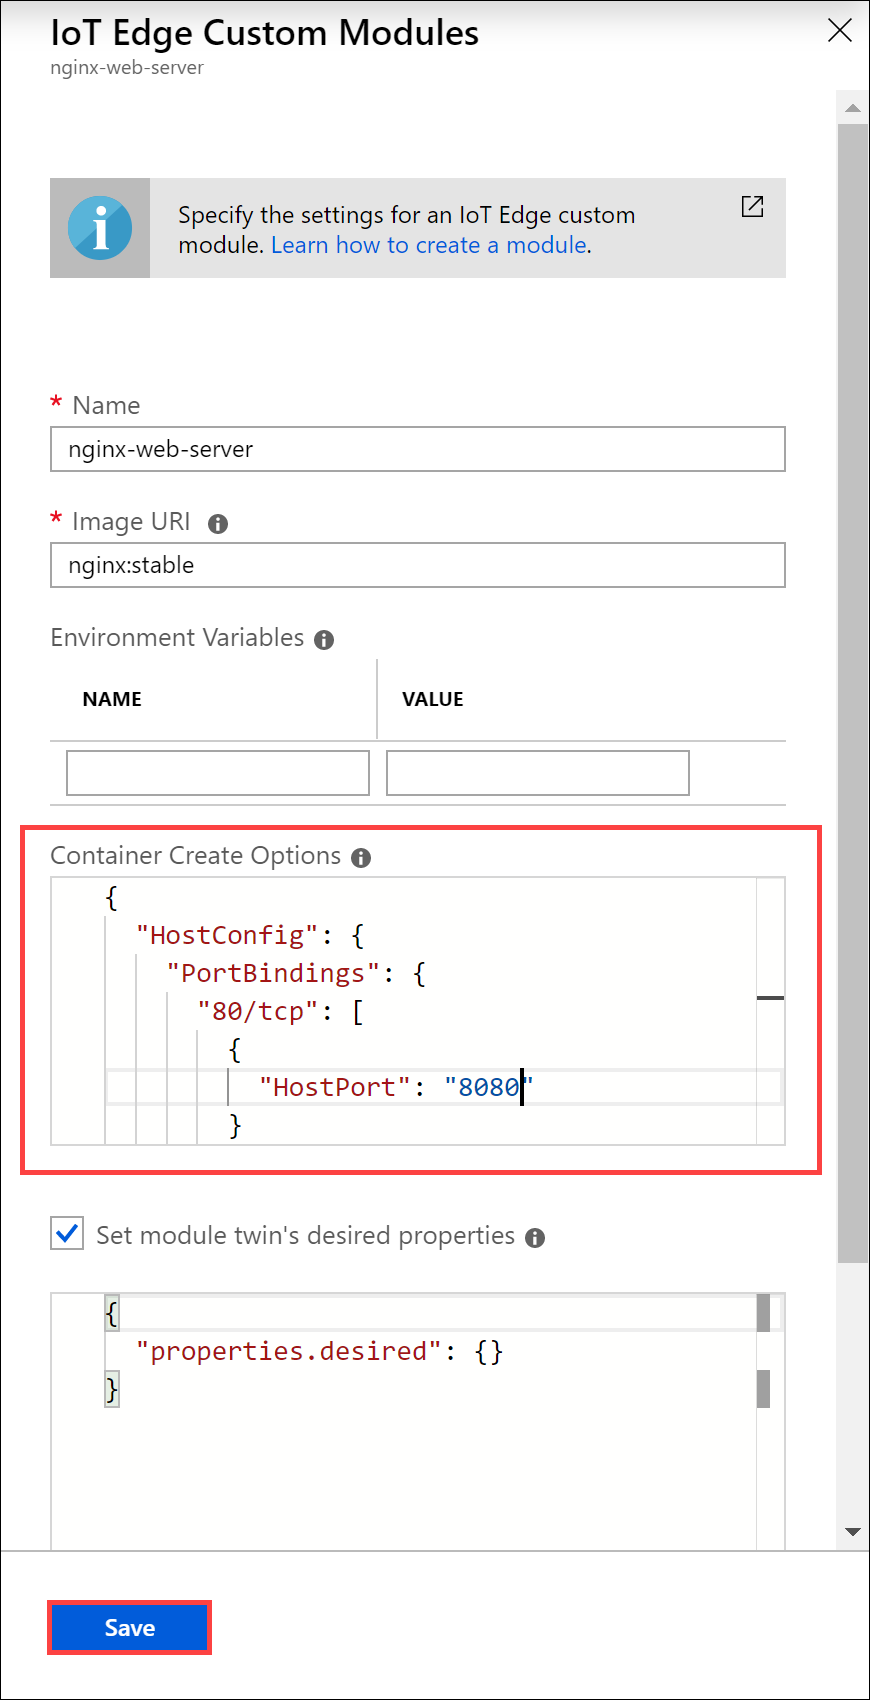 IoT Edge Custom Modules
nginx-web-server
Specify the settings for an IoT Edge custom
module. Learn how to create a module.
* Name
nginx-web-server
* Image URI
nginx:stable
Environment Variables
NAME VALUE
Container Create Options
{
"HostConfig": {
"PortBindings": {
"80/tcp": [
{
"HostPort": "8080"
}
Set module twin's desired properties
{
"properties.desired": {}
}
Save